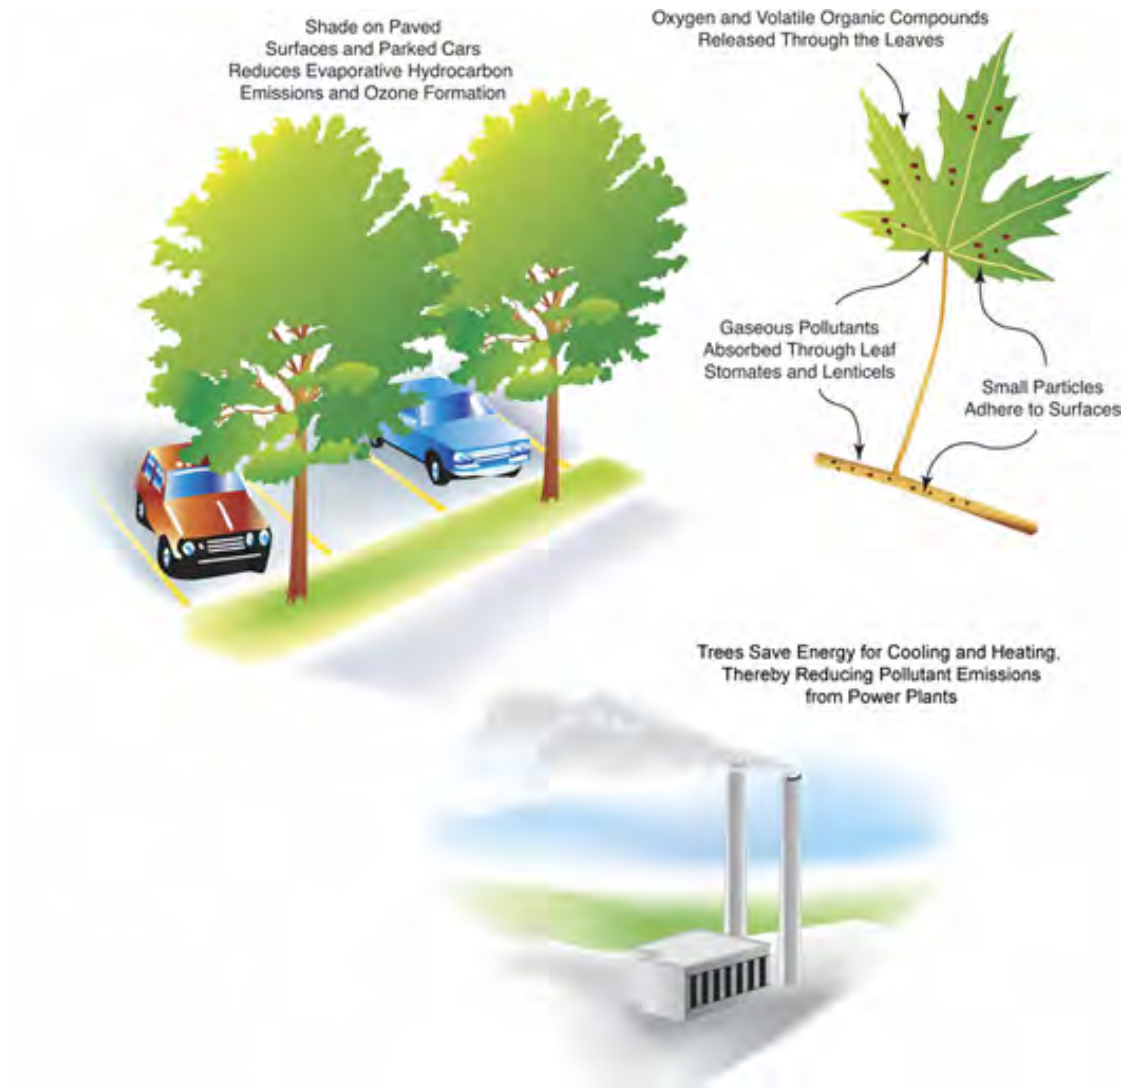 Shade on Paved
Surfaces and Parked Cars
Reduces Evaporative Hydrocarbon
Emissions and Ozone Formation
Oxygen and Volatile Organic Compounds
Released Through the Leaves
Gaseous Pollutants
Absorbed Through Leaf
Stomates and Lenticels
Small Particles
Adhere to Surfaces
Trees Save Energy for Cooling and Heating,
Thereby Reducing Pollutant Emissions
from Power Plants